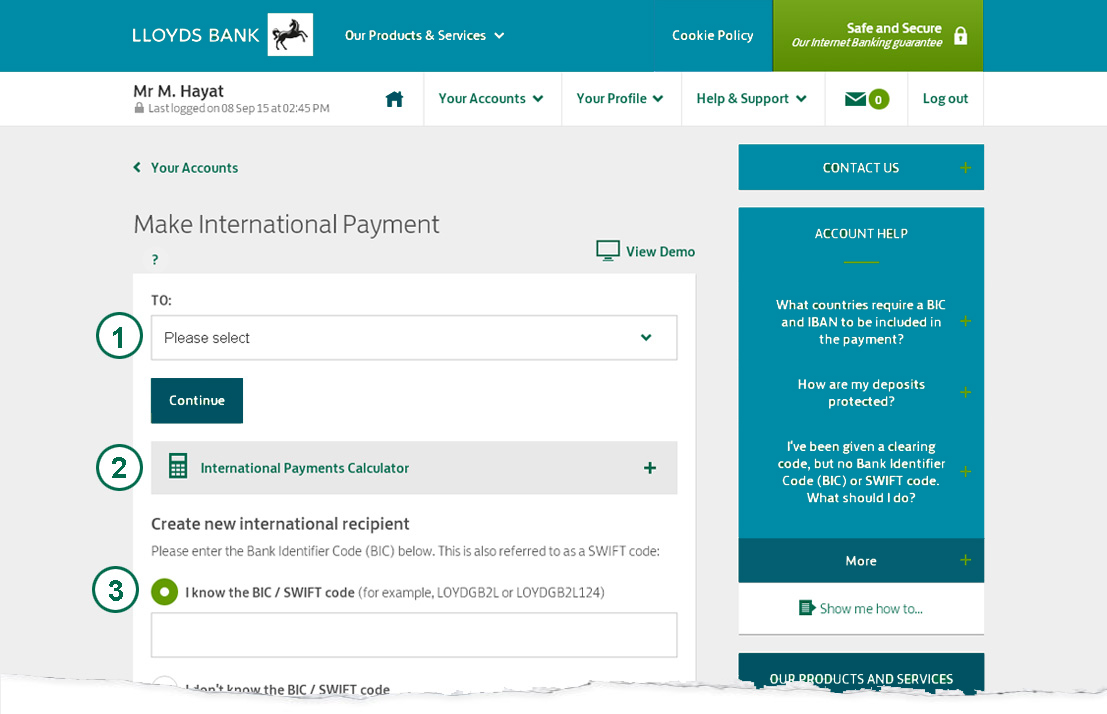 LLOYDS BANK
Our Products & Services
Cookie Policy
Safe and Secure
Our Internet Banking guarantee
Mr M. Hayat
Last logged on 08 Sep 15 at 02:45 PM
Your Accounts
Your Profile
Help & Support
0
Log out
Your Accounts
Make International Payment
?
View Demo
TO:
1
Please select
Continue
2
International Payments Calculator
+
Create new international recipient
Please enter the Bank Identifier Code (BIC) below. This is also referred to as a SWIFT code:
3
I know the BIC / SWIFT code (for example, LOYDGB2L or LOYDGB2L124)
I don't know the BIC / SWIFT code
CONTACT US +
ACCOUNT HELP
What countries require a BIC
and IBAN to be included in +
the payment?
How are my deposits
protected? +
I've been given a clearing
code, but no Bank Identifier
Code (BIC) or SWIFT code. +
What should I do?
More +
Show me how to...
OUR PRODUCTS AND SERVICES